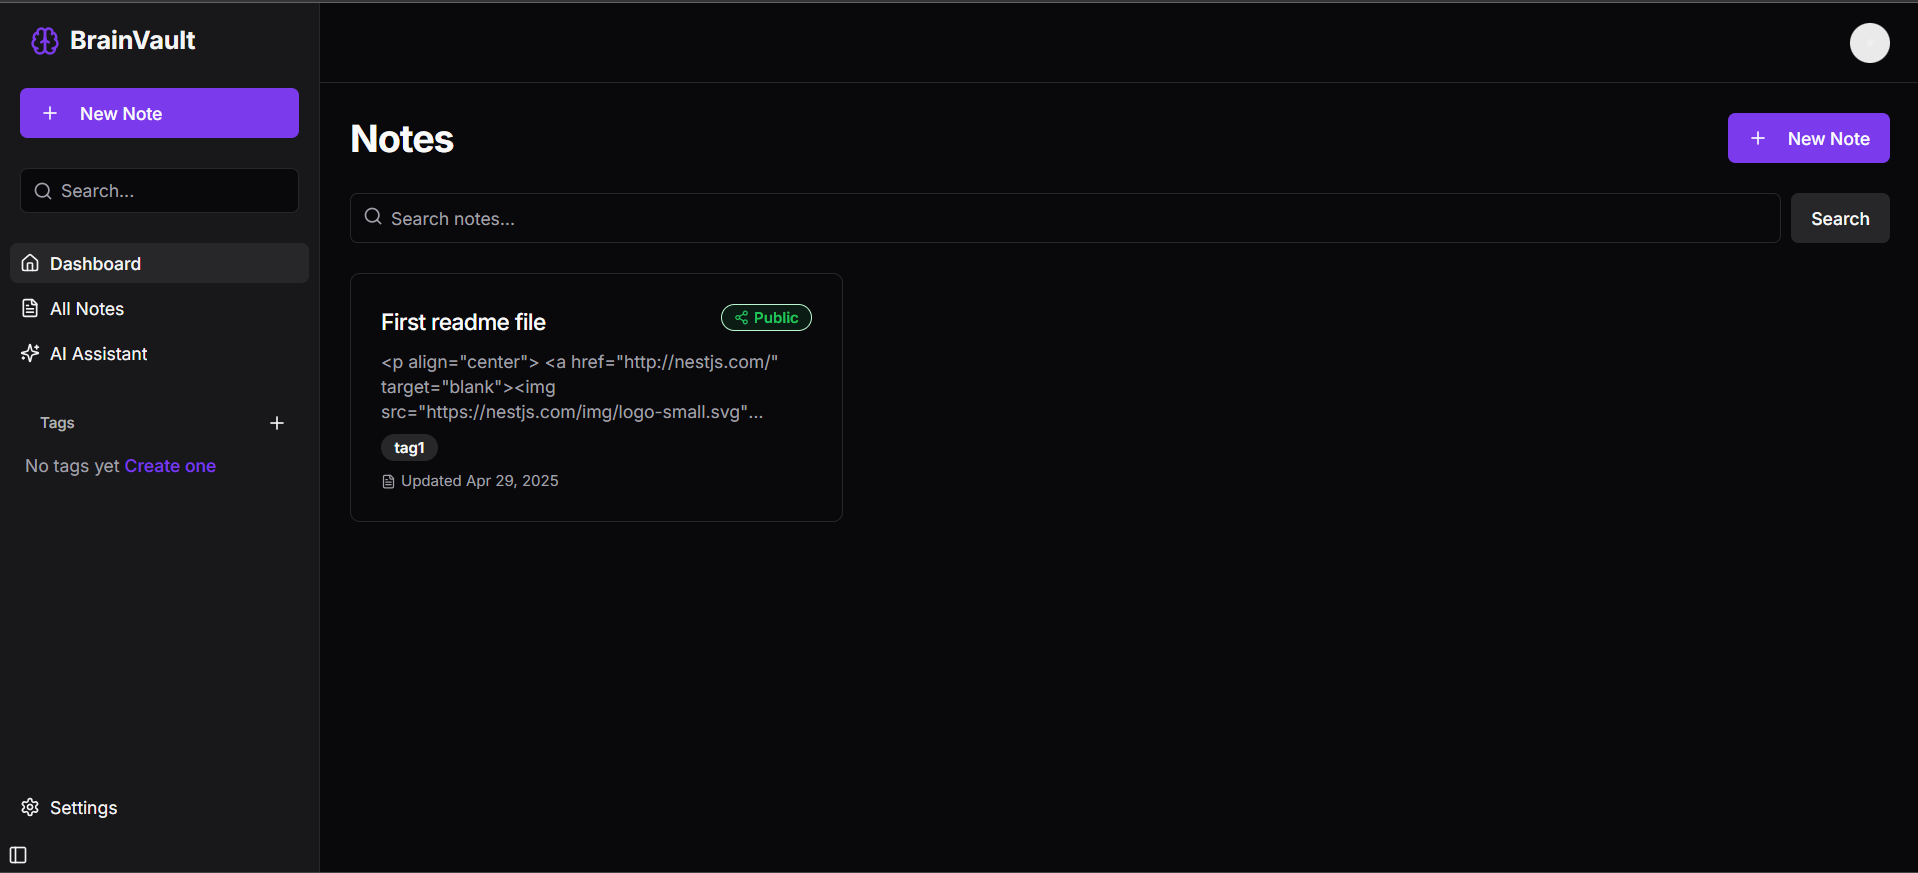 BrainVault
New Note
Search...
Dashboard
All Notes
AI Assistant
Tags
No tags yet Create one
Settings
Notes
New Note
Search notes...
Search
First readme file
Public
<p align="center"> <a href="http://nestjs.com/"
target="blank"><img
src="https://nestjs.com/img/logo-small.svg"...
tag1
Updated Apr 29, 2025